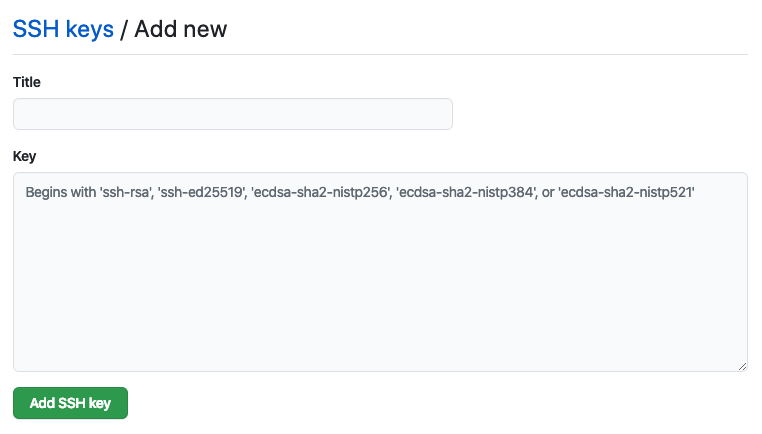 SSH keys / Add new
Title
Key
Begins with 'ssh-rsa', 'ssh-ed25519', 'ecdsa-sha2-nistp256', 'ecdsa-sha2-nistp384', or 'ecdsa-sha2-nistp521'
Add SSH key